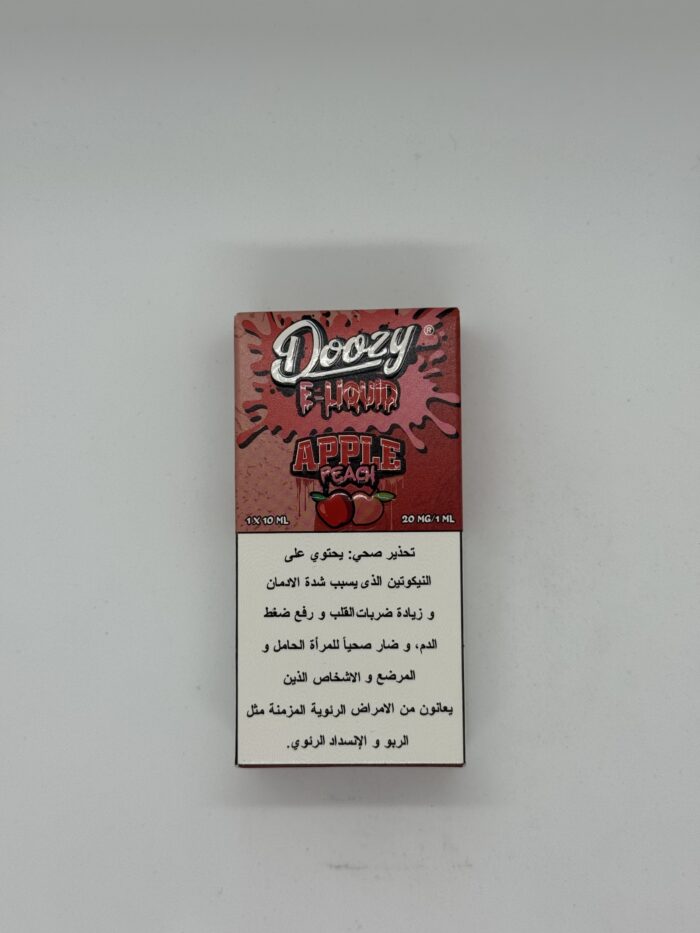 Doozy®
E-LIQUID
APPLE
PEACH
1 X 10 ML
20 MG/1 ML
تحذير صحي: يحتوي على
النيكوتين الذى يسبب شدة الادمان
و زيادة ضربات القلب و رفع ضغط
الدم، و ضار صحياً للمرأة الحامل و
المرضع و الاشخاص الذين
يعانون من الامراض الرئوية المزمنة مثل
الربو و الإنسداد الرئوي.